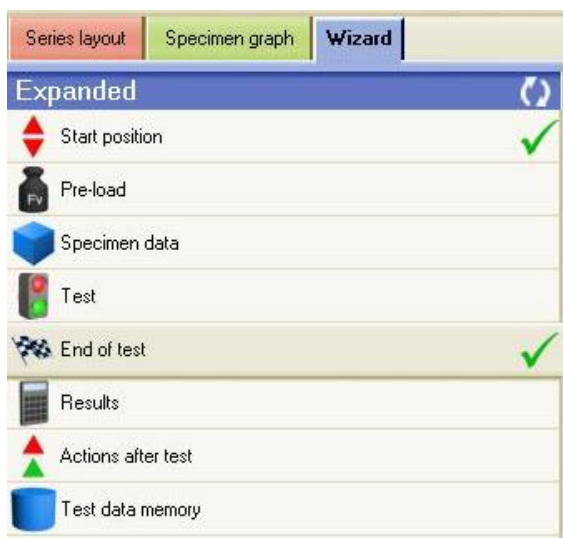 Series layout
Specimen graph
Wizard
Expanded
Start position
Fv
Pre-load
Specimen data
Test
End of test
Results
Actions after test
Test data memory